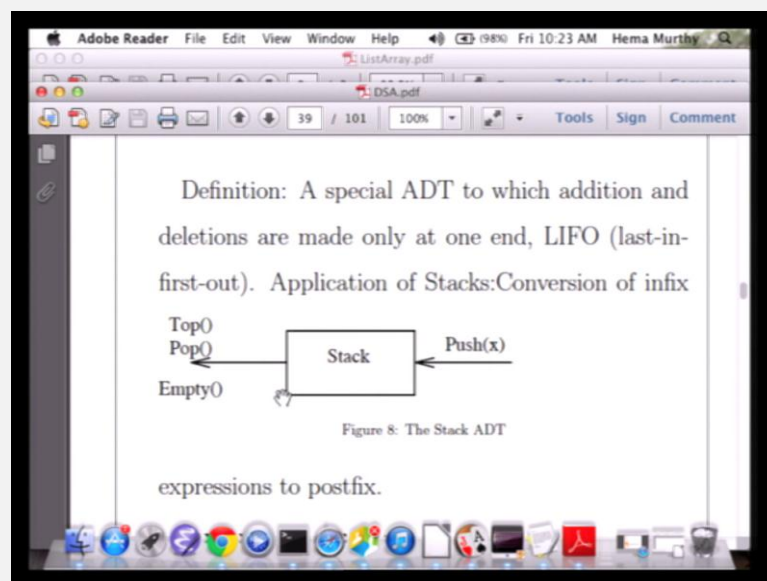 Adobe Reader File Edit View Window Help (98%) Fri 10:23 AM Hema Murthy
ListArray.pdf
DSA.pdf
39 / 101 100% Tools Sign Comment
Definition: A special ADT to which addition and
deletions are made only at one end, LIFO (last-in-
first-out). Application of Stacks:Conversion of infix
Top()
Pop()
Empty()
Stack
Push(x)
Figure 8: The Stack ADT
expressions to postfix.